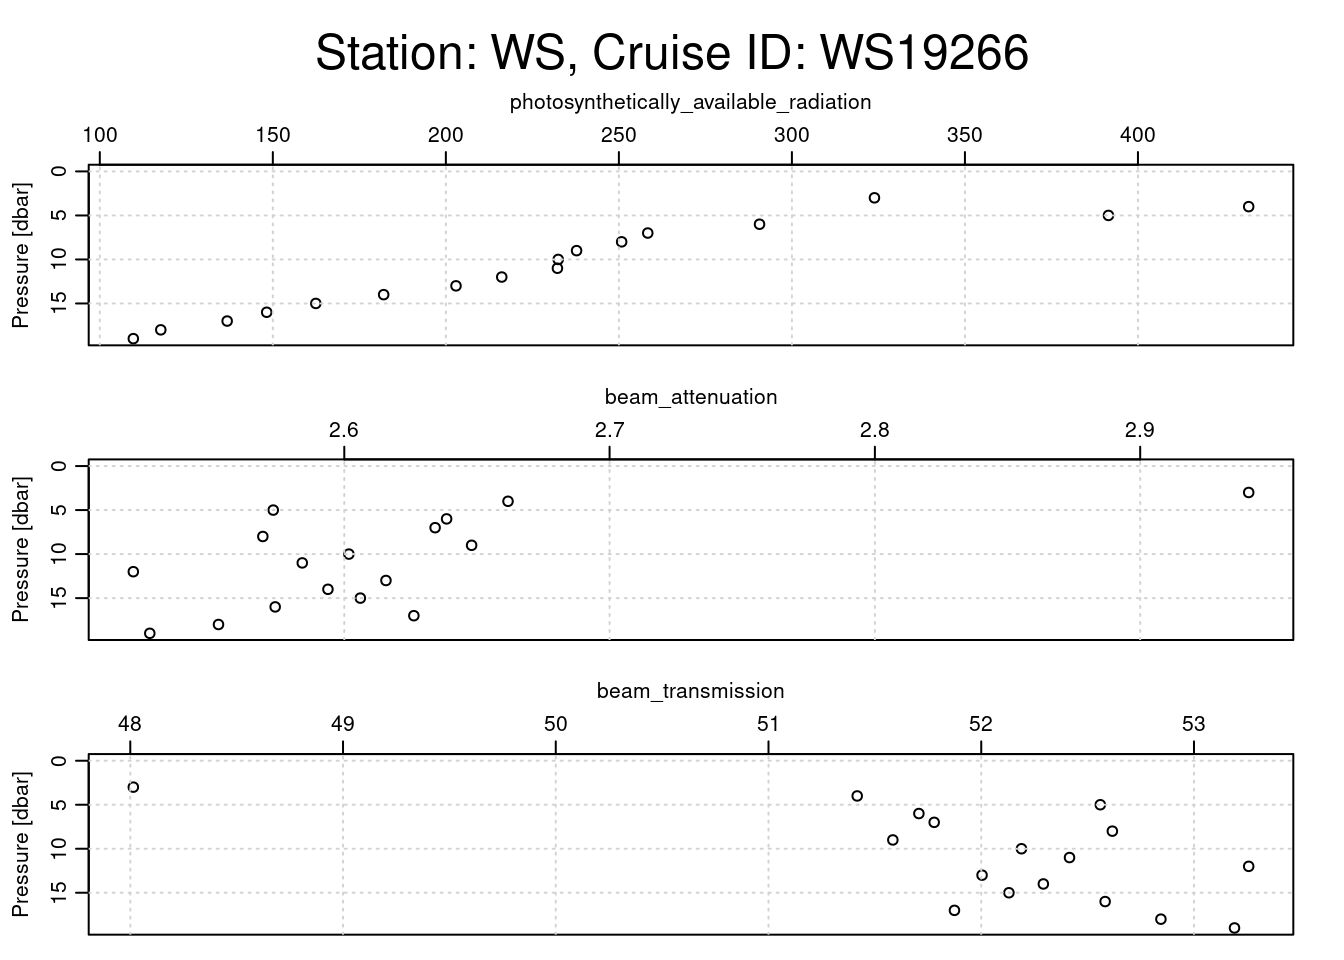 Station: WS, Cruise ID: WS19266
photosynthetically_available_radiation
100 150 200 250 300 350 400
Pressure [dbar]
0
5
10
15
beam_attenuation
2.6 2.7 2.8 2.9
Pressure [dbar]
0
5
10
15
beam_transmission
48 49 50 51 52 53
Pressure [dbar]
0
5
10
15